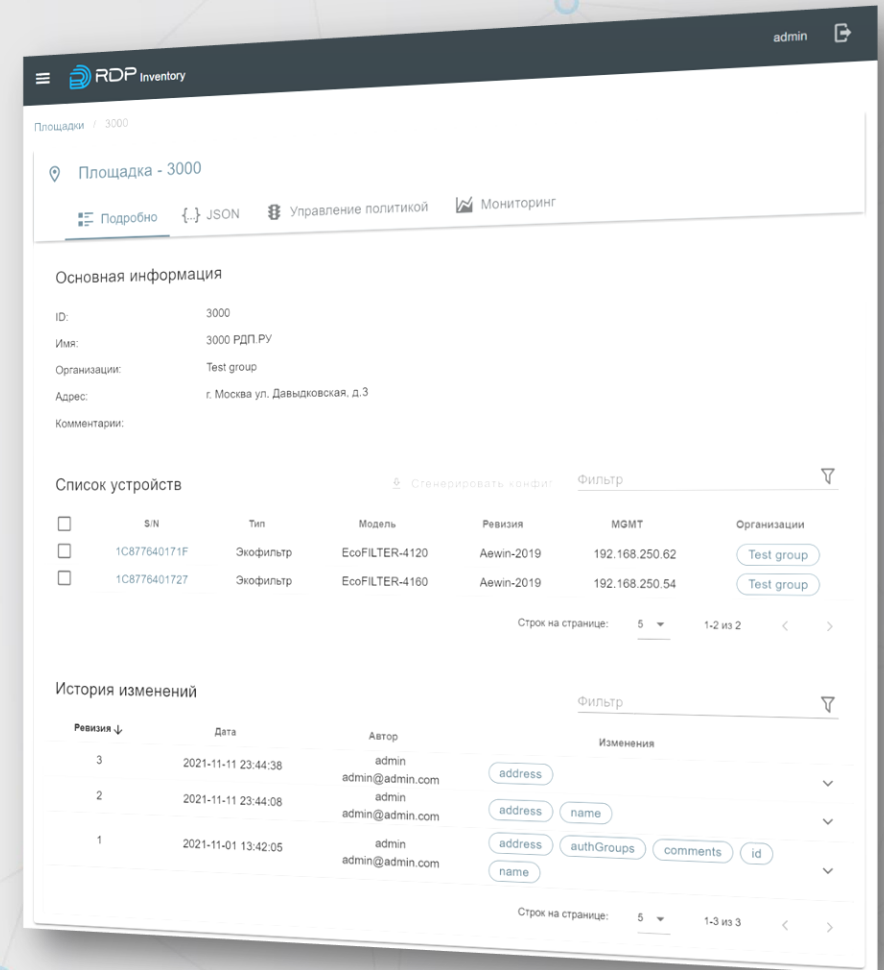 admin
RDP Inventory
Площадки / 3000
Площадка - 3000
Подробно {..} JSON Управление политикой Мониторинг
Основная информация
ID: 3000
Имя: 3000 РДП.РУ
Организации: Test group
Адрес: г. Москва ул. Давыдковская, д.3
Комментарии:
Список устройств Сгенерировать конфиг Фильтр
S/N Тип Модель Ревизия MGMT Организации
1C877640171F Экофильтр EcoFILTER-4120 Aewin-2019 192.168.250.62 Test group
1C8776401727 Экофильтр EcoFILTER-4160 Aewin-2019 192.168.250.54 Test group
Строк на странице: 5 1-2 из 2
История изменений Фильтр
Ревизия Дата Автор Изменения
3 2021-11-11 23:44:38 admin address
admin@admin.com
2 2021-11-11 23:44:08 admin address name
admin@admin.com
1 2021-11-01 13:42:05 admin address authGroups comments id
admin@admin.com name
Строк на странице: 5 1-3 из 3